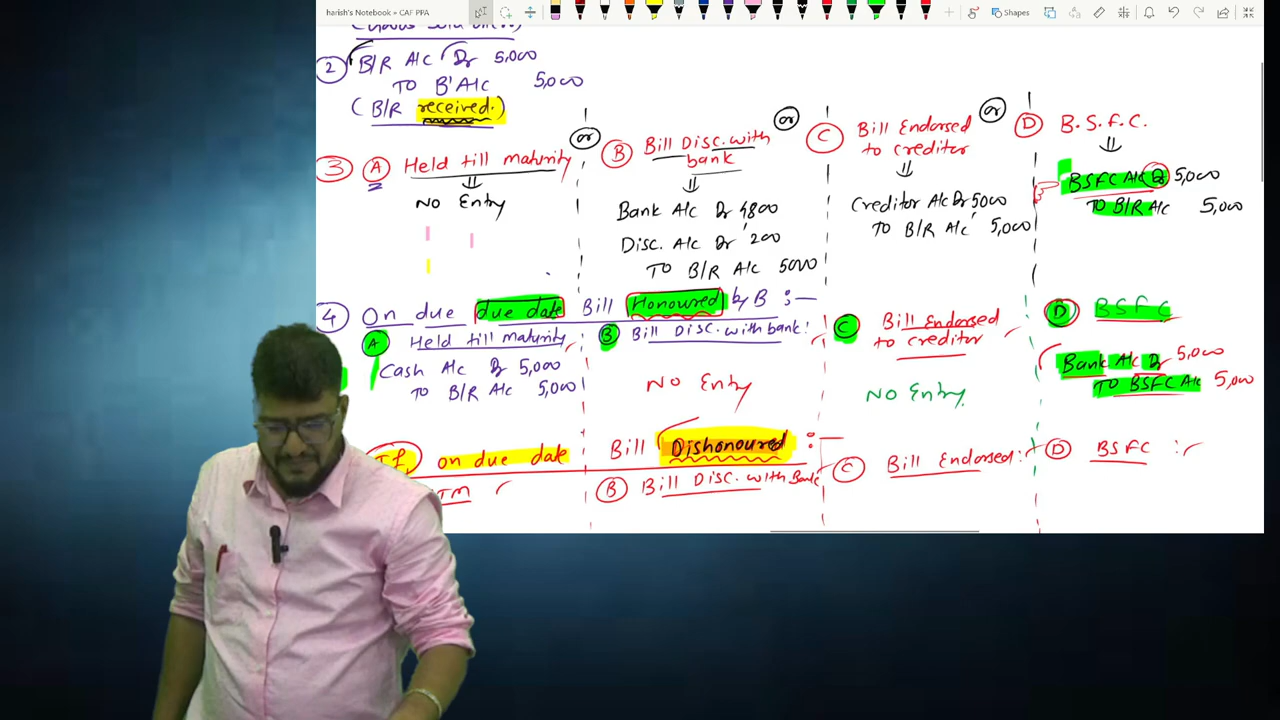 harish's Notebook » CAF PPA
Shapes
2 B/R A/c Dr 5,000
TO B' A/c 5,000
( B/R received.)
3 A Held till maturity
NO Entry
or
B Bill Disc. with
bank
Bank A/c Dr 4800
Disc. A/c Dr 200
TO B/R A/c 5000
or
C Bill Endorsed
to creditor
Creditor A/c Dr 5000
TO B/R A/c 5,000
or
D B.S.F.C.
BSFC A/c Dr 5,000
TO B/R A/c 5,000
4 On due due date Bill Honoured by B :-
A Held till maturity
Cash A/c Dr 5,000
TO B/R A/c 5,000
B Bill Disc. with bank:
NO Entry
C Bill Endorsed
to creditor
NO Entry.
D BSFC
Bank A/c Dr 5,000
TO BSFC A/c 5,000
If, on due date Bill Dishonoured :-
TM
B Bill Disc. with Bank
C Bill Endorsed :-
D BSFC :-